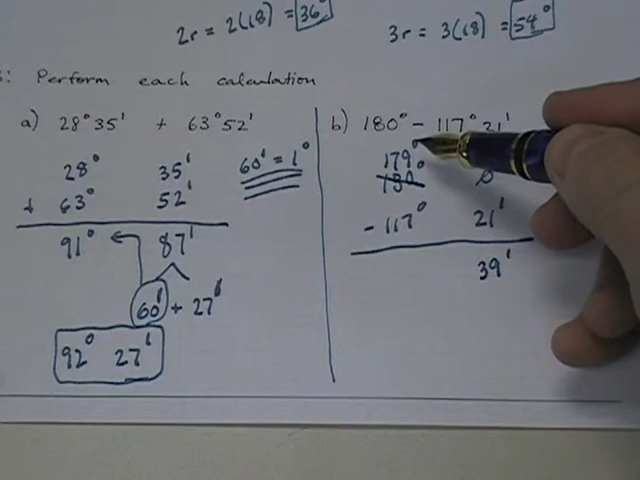 2r = 2(18) = 36° 3r = 3(18) = 54°
: Perform each calculation
a) 28°35' + 63°52'
28° 35'
+ 63° 52'
91° 87'
60' + 27'
92° 27'
60' = 1°
b) 180° - 117°21'
179°
180° 0
- 117° 21'
39'